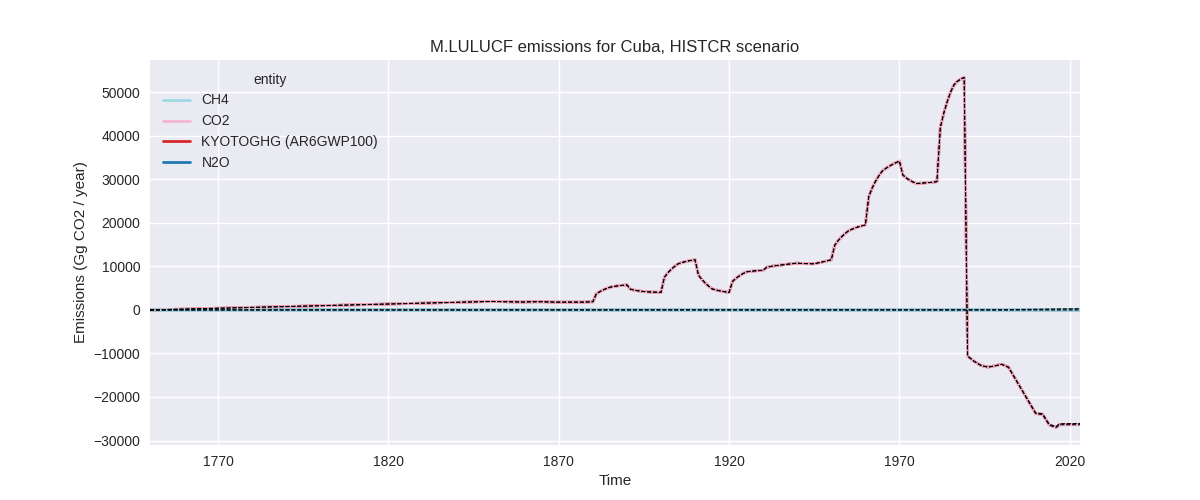 M.LULUCF emissions for Cuba, HISTCR scenario
entity
CH4
CO2
KYOTOGHG (AR6GWP100)
N2O
Emissions (Gg CO2 / year)
50000
40000
30000
20000
10000
0
−10000
−20000
−30000
1770 1820 1870 1920 1970 2020
Time